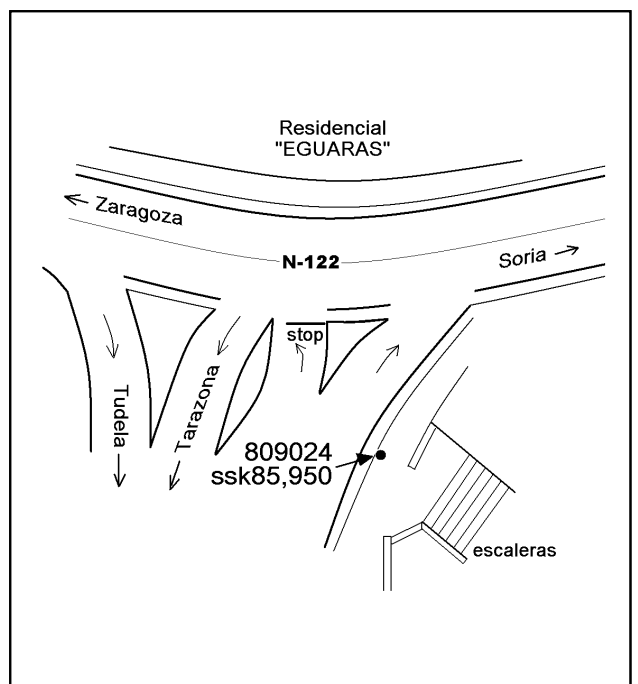 Residencial
"EGUARAS"
← Zaragoza
N-122
Soria →
stop
Tudela
Tarazona
809024
ssk85,950
escaleras